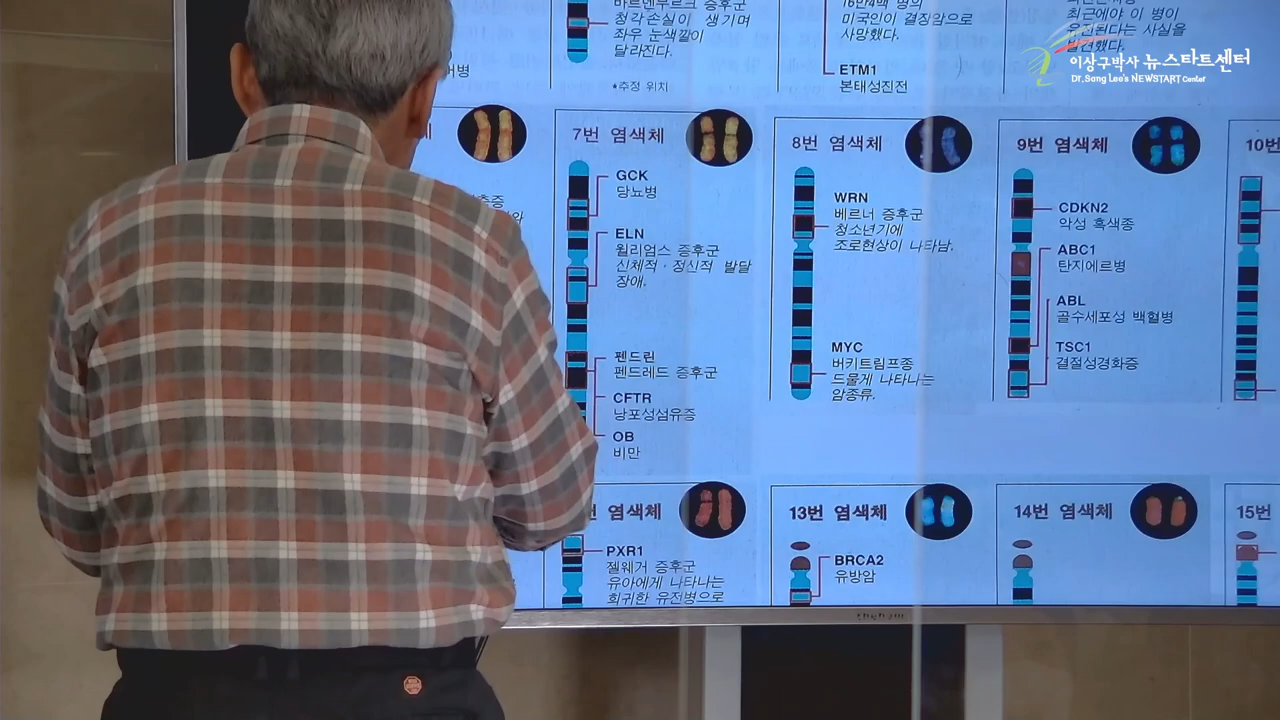 바르덴부르크 증후군
청각손실이 생기며
좌우 눈색깔이
달라진다.
*추정 위치
16만4백 명의
미국인이 결장암으로
사망했다.
ETM1
본태성진전
최근에야 이 병이
유전된다는 사실을
발견했다.
이상구박사 뉴스타트센터
Dr. Sang Lee's NEWSTART Center
7번 염색체
GCK
당뇨병
ELN
윌리엄스 증후군
신체적·정신적 발달
장애.
펜드린
펜드레드 증후군
CFTR
낭포성섬유증
OB
비만
8번 염색체
WRN
베르너 증후군
청소년기에
조로현상이 나타남.
MYC
버키트림프종
드물게 나타나는
암종류.
9번 염색체
CDKN2
악성 흑색종
ABC1
탄지에르병
ABL
골수세포성 백혈병
TSC1
결절성경화증
10번
염색체
PXR1
젤웨거 증후군
유아에게 나타나는
희귀한 유전병으로
13번 염색체
BRCA2
유방암
14번 염색체
15번